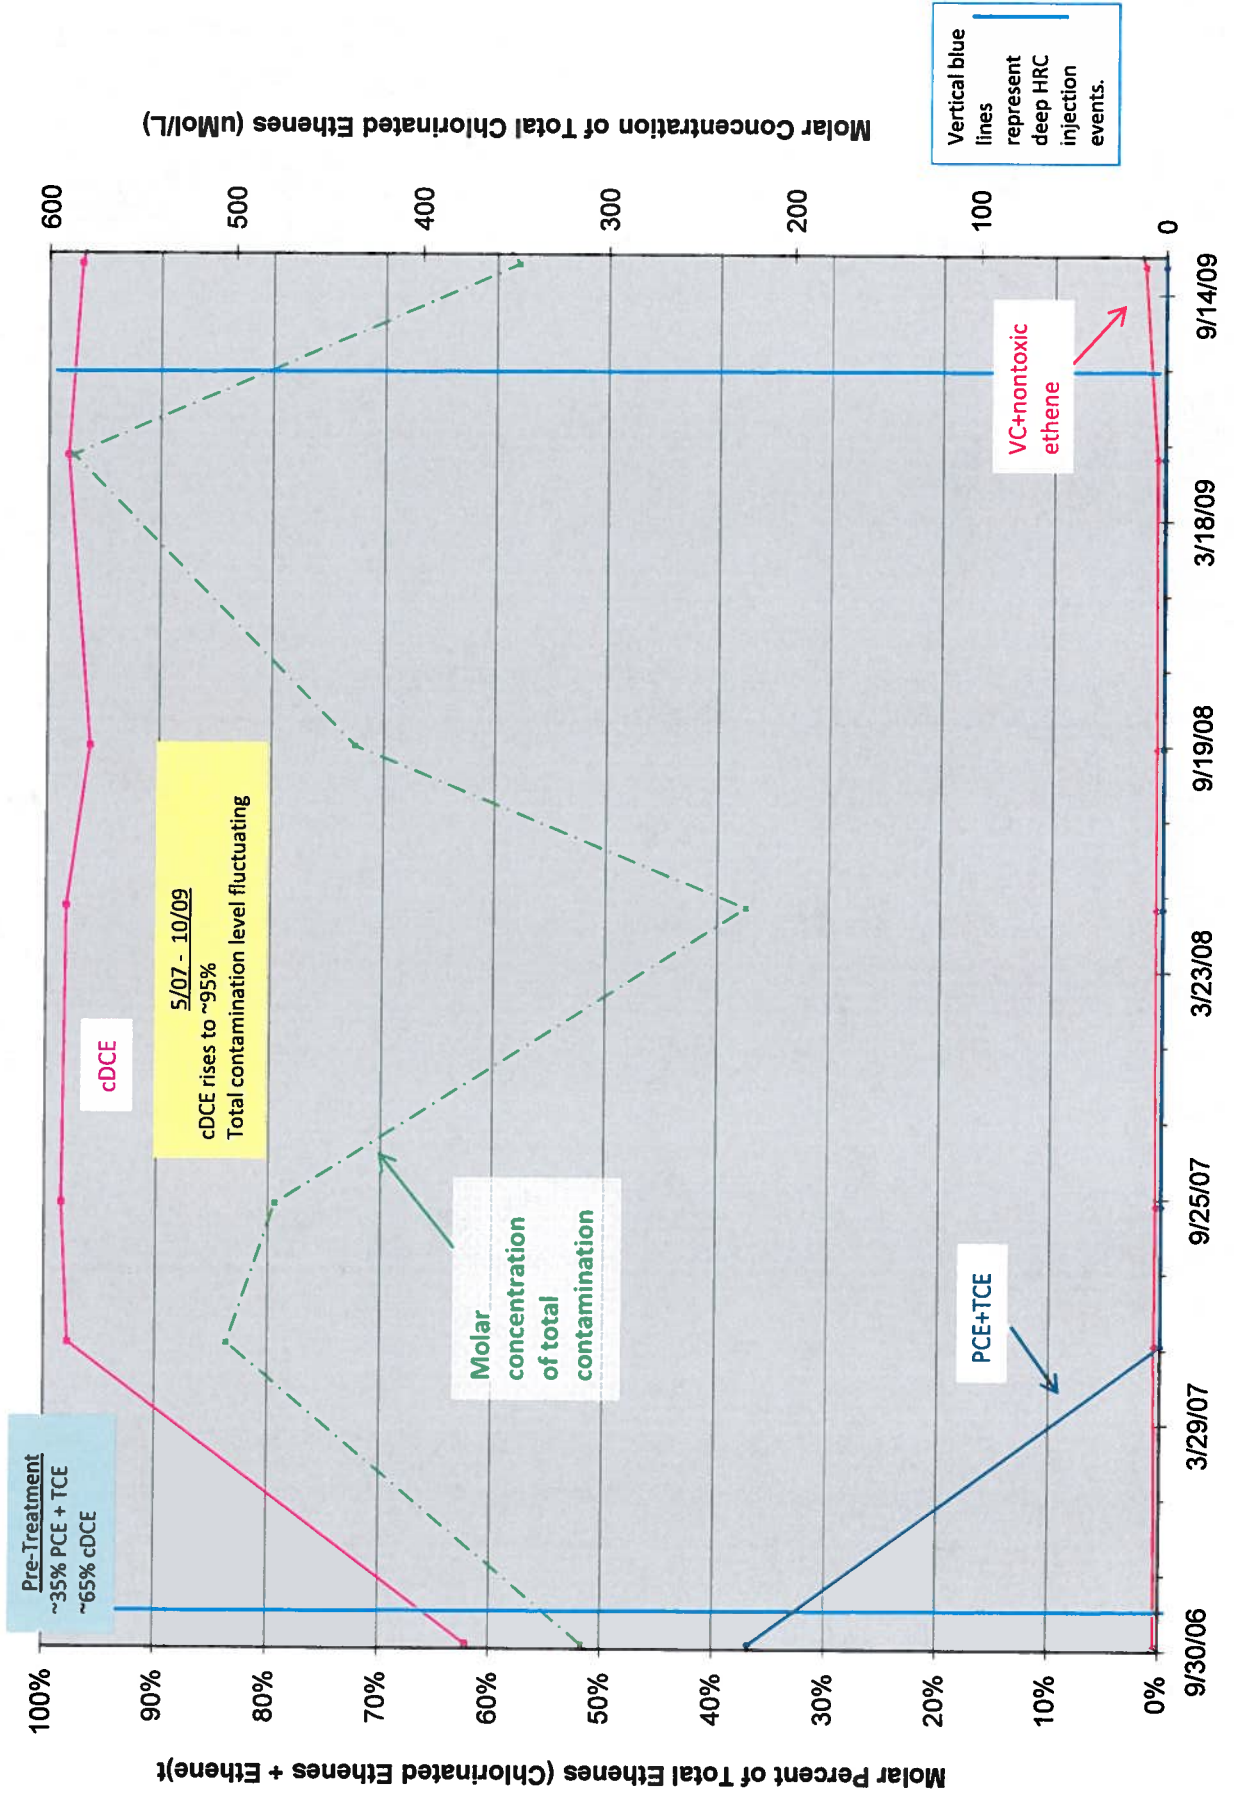 Pre-Treatment
~35% PCE + TCE
~65% cDCE
5/07 - 10/09
cDCE rises to ~95%
Total contamination level fluctuating
cDCE
Molar
concentration
of total
contamination
PCE+TCE
VC+nontoxic
ethene
Molar Percent of Total Ethenes (Chlorinated Ethenes + Ethene)t
100%
90%
80%
70%
60%
50%
40%
30%
20%
10%
0%
9/30/06
3/29/07
9/25/07
3/23/08
9/19/08
3/18/09
9/14/09
600
500
400
300
200
100
0
Molar Concentration of Total Chlorinated Ethenes (uMol/L)
Vertical blue
lines
represent
deep HRC
injection
events.